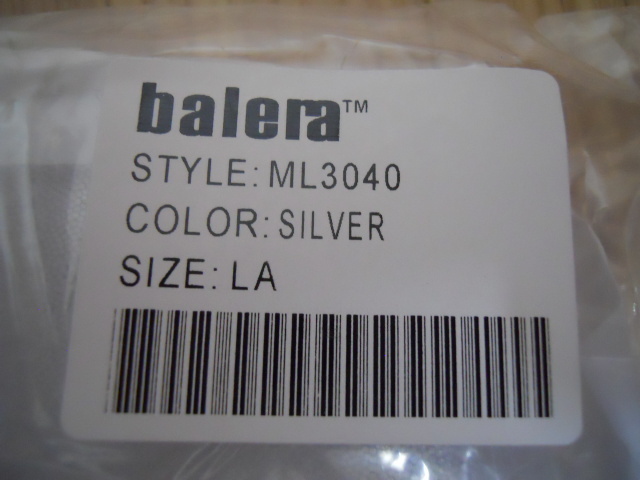 balera™
STYLE: ML3040
COLOR: SILVER
SIZE: LA